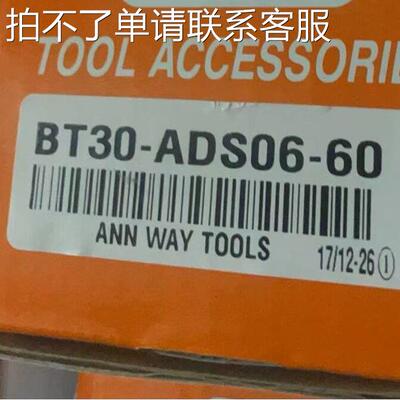 拍不了单请联系客服
TOOL ACCESSORIE
BT30-ADS06-60
ANN WAY TOOLS
17/12-26 Ⓘ